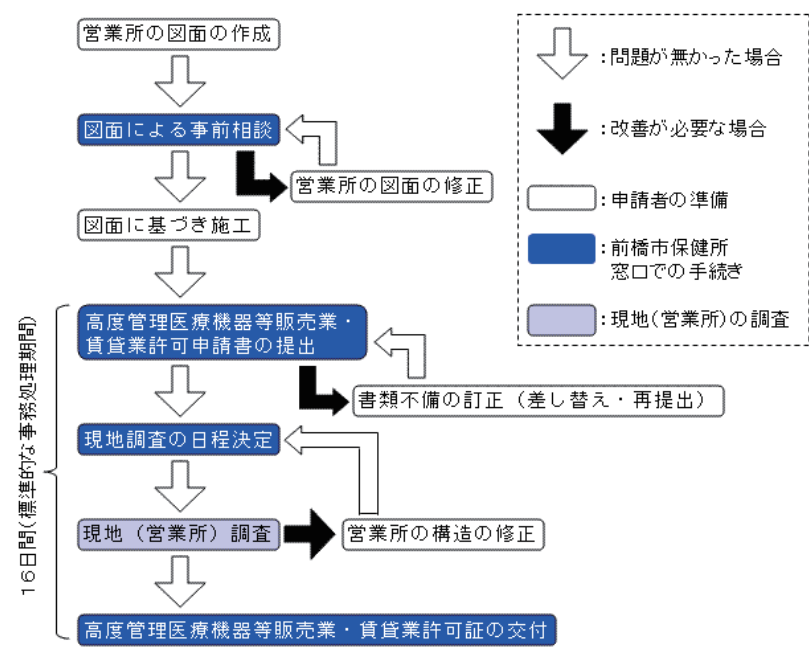 営業所の図面の作成
図面による事前相談
営業所の図面の修正
図面に基づき施工
高度管理医療機器等販売業・
賃貸業許可申請書の提出
書類不備の訂正（差し替え・再提出）
現地調査の日程決定
現地（営業所）調査
営業所の構造の修正
高度管理医療機器等販売業・賃貸業許可証の交付
16日間(標準的な事務処理期間)
：問題が無かった場合
：改善が必要な場合
：申請者の準備
：前橋市保健所
窓口での手続き
：現地(営業所)の調査